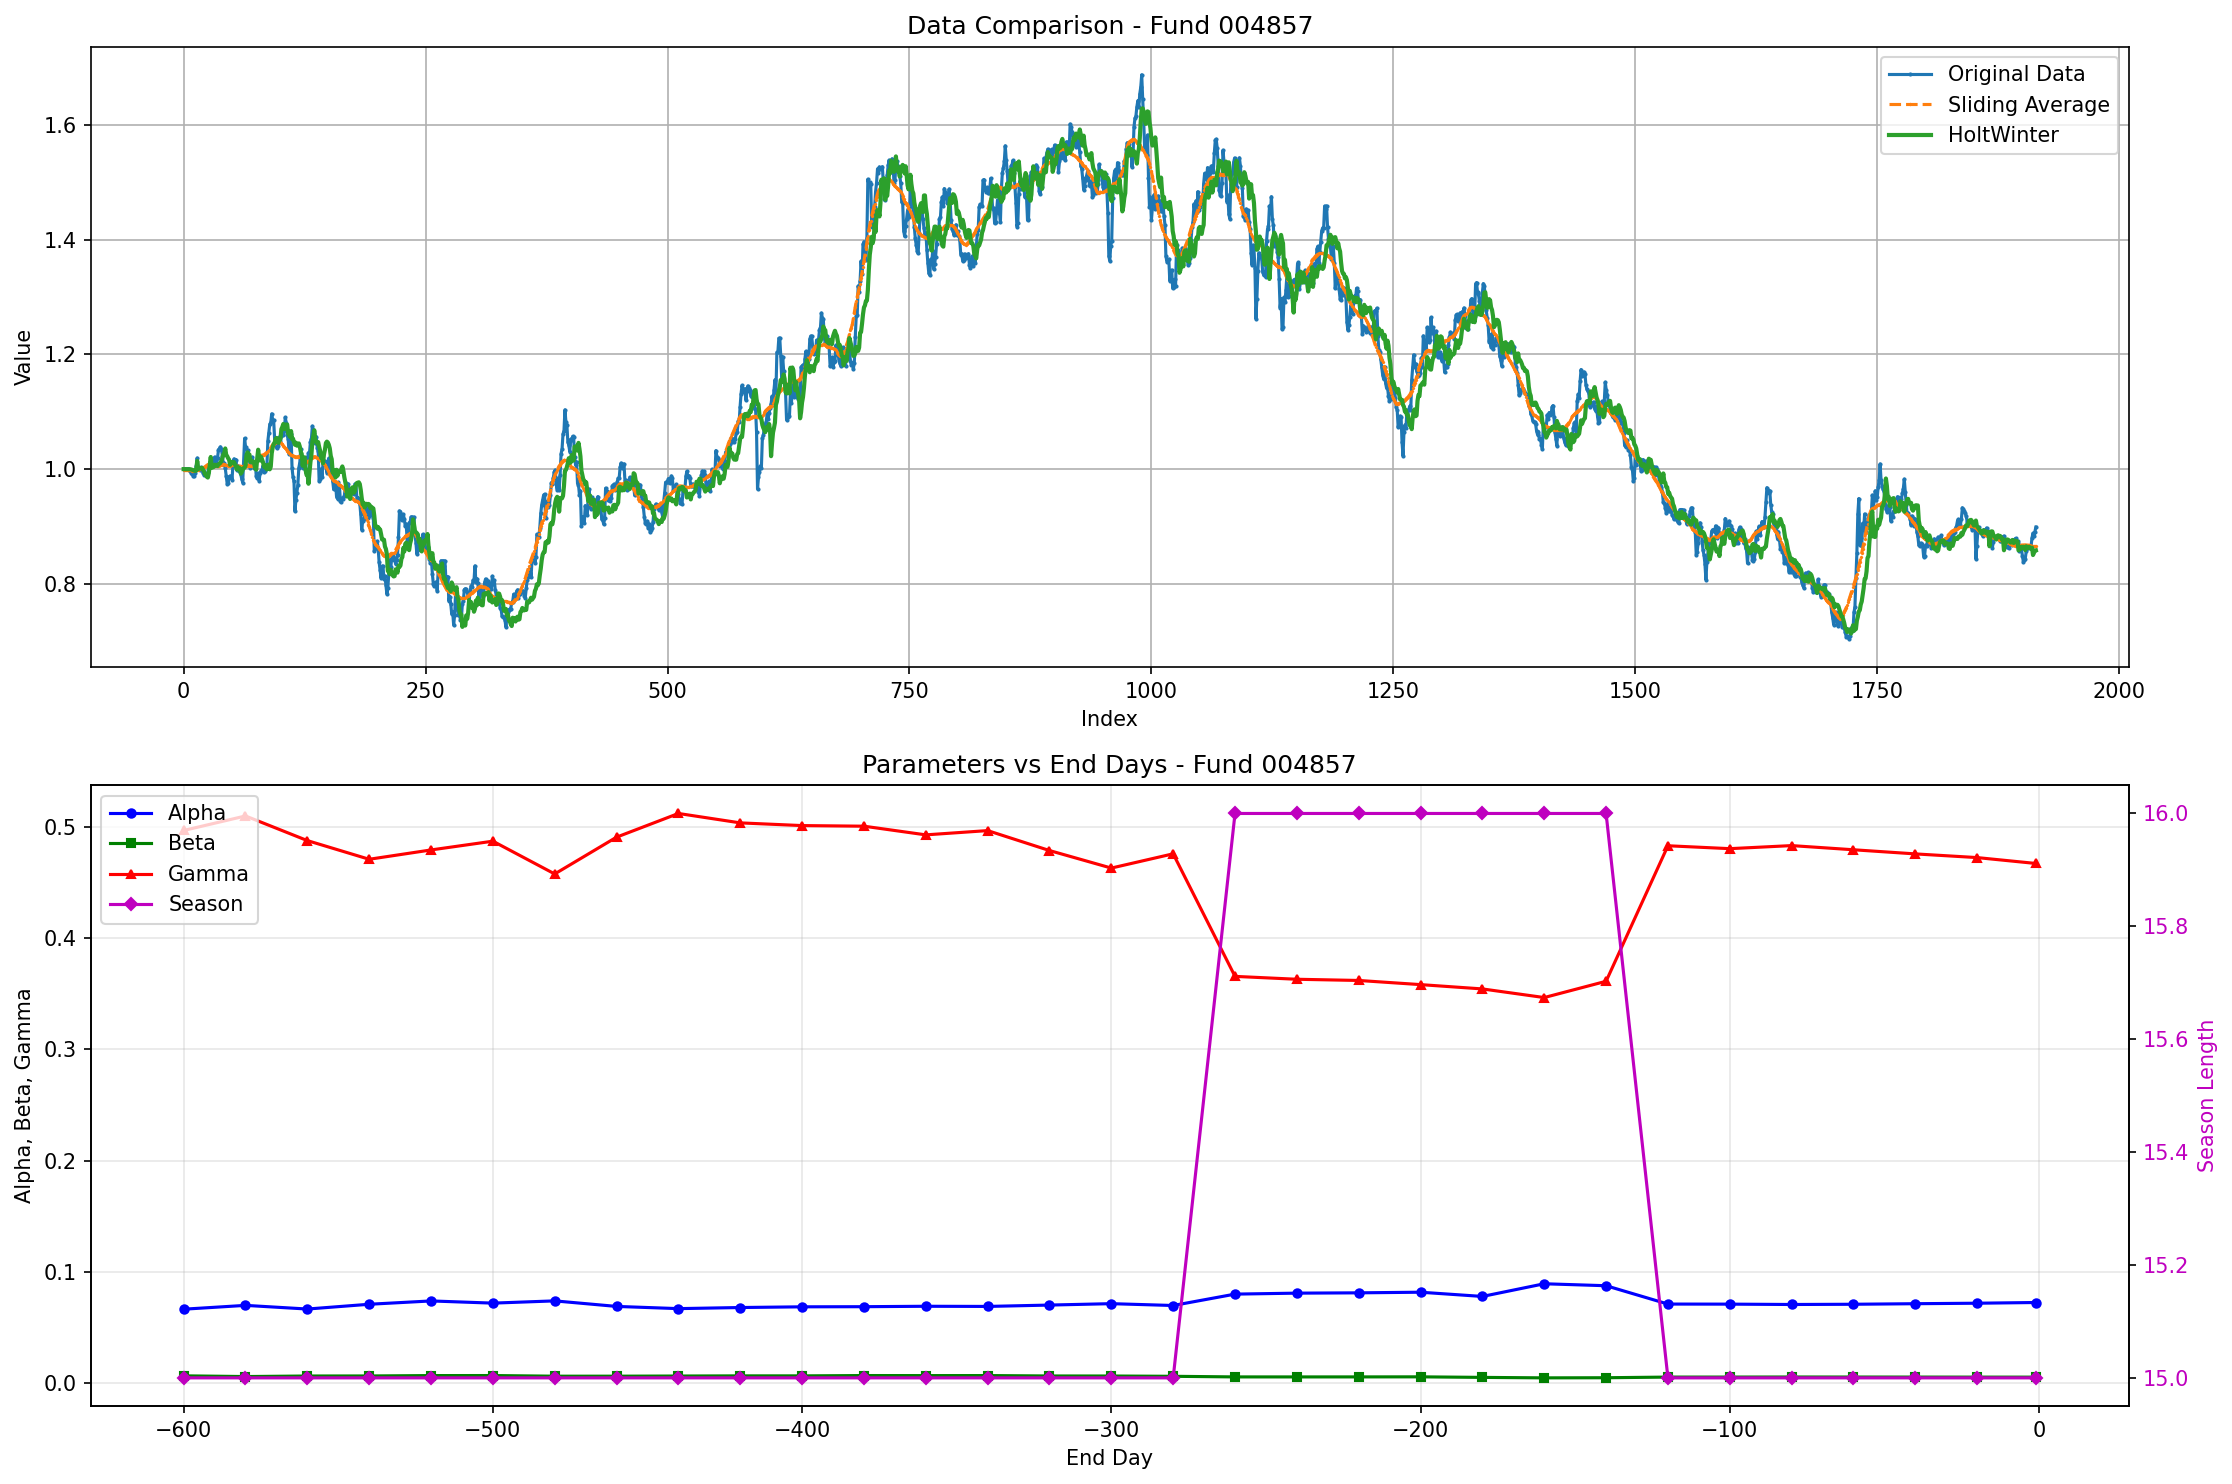 Data Comparison - Fund 004857
Original Data
Sliding Average
HoltWinter
Value
1.6
1.4
1.2
1.0
0.8
0
250
500
750
1000
1250
1500
1750
2000
Index
Parameters vs End Days - Fund 004857
Alpha
Beta
Gamma
Season
Alpha, Beta, Gamma
0.5
0.4
0.3
0.2
0.1
0.0
16.0
15.8
15.6
15.4
15.2
15.0
Season Length
−600
−500
−400
−300
−200
−100
0
End Day